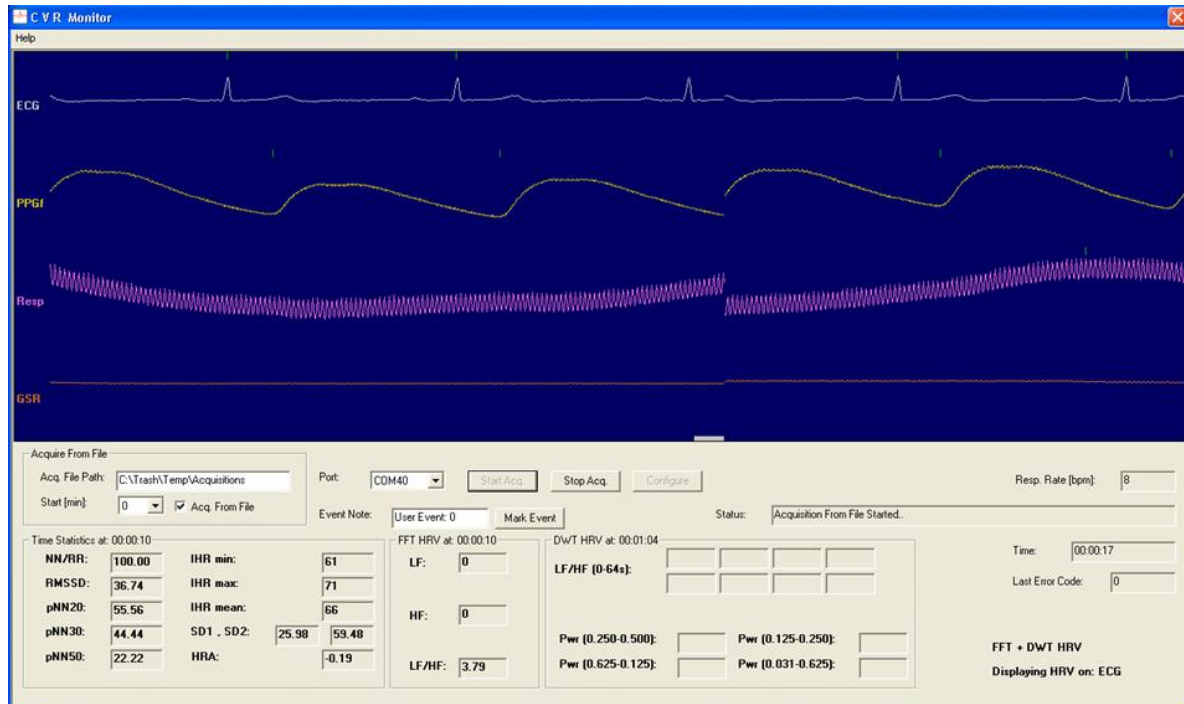 C V R Monitor
Help
ECG
PPGf
Resp
GSR
Acquire From File
Acq. File Path: C:\Trash\Temp\Acquisitions
Start [min]: 0 Acq. From File
Port: COM40 Start Acq. Stop Acq. Configure
Event Note: User Event: 0 Mark Event
Resp. Rate [bpm]: 8
Status: Acquisition From File Started..
Time Statistics at: 00:00:10
NN/RR: 100.00 IHR min: 61
RMSSD: 36.74 IHR max: 71
pNN20: 55.56 IHR mean: 66
pNN30: 44.44 SD1 , SD2: 25.98 59.48
pNN50: 22.22 HRA: -0.19
FFT HRV at: 00:00:10
LF: 0
HF: 0
LF/HF: 3.79
DWT HRV at: 00:01:04
LF/HF (0-64s):
Pwr (0.250-0.500): Pwr (0.125-0.250):
Pwr (0.625-0.125): Pwr (0.031-0.625):
Time: 00:00:17
Last Error Code: 0
FFT + DWT HRV
Displaying HRV on: ECG